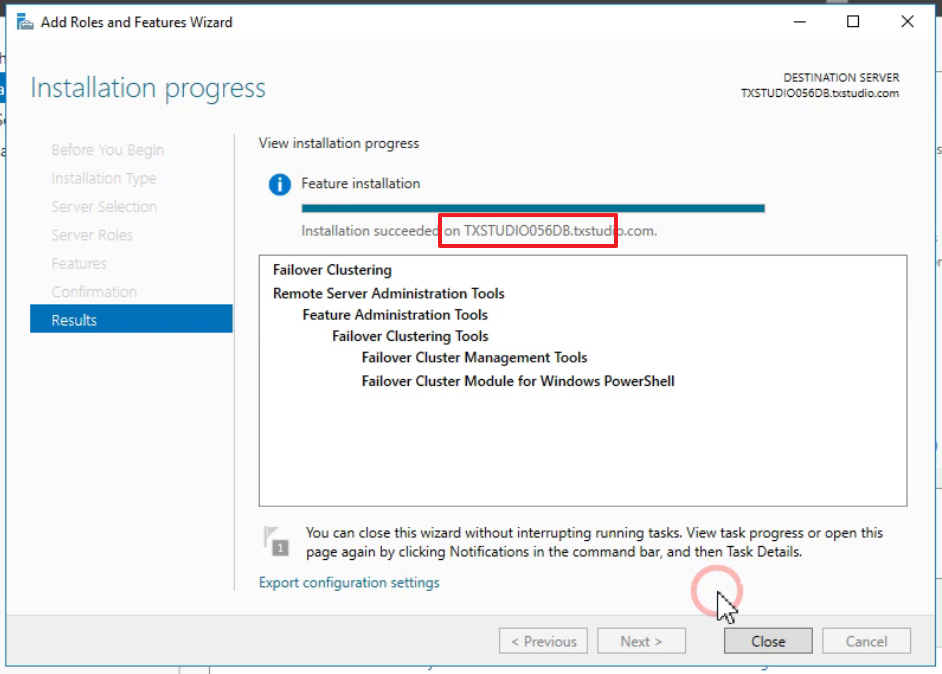 Add Roles and Features Wizard
Installation progress
DESTINATION SERVER
TXSTUDIO056DB.txstudio.com
Before You Begin
Installation Type
Server Selection
Server Roles
Features
Confirmation
Results
View installation progress
Feature installation
Installation succeeded on TXSTUDIO056DB.txstudio.com.
Failover Clustering
Remote Server Administration Tools
Feature Administration Tools
Failover Clustering Tools
Failover Cluster Management Tools
Failover Cluster Module for Windows PowerShell
1
You can close this wizard without interrupting running tasks. View task progress or open this
page again by clicking Notifications in the command bar, and then Task Details.
Export configuration settings
< Previous
Next >
Close
Cancel